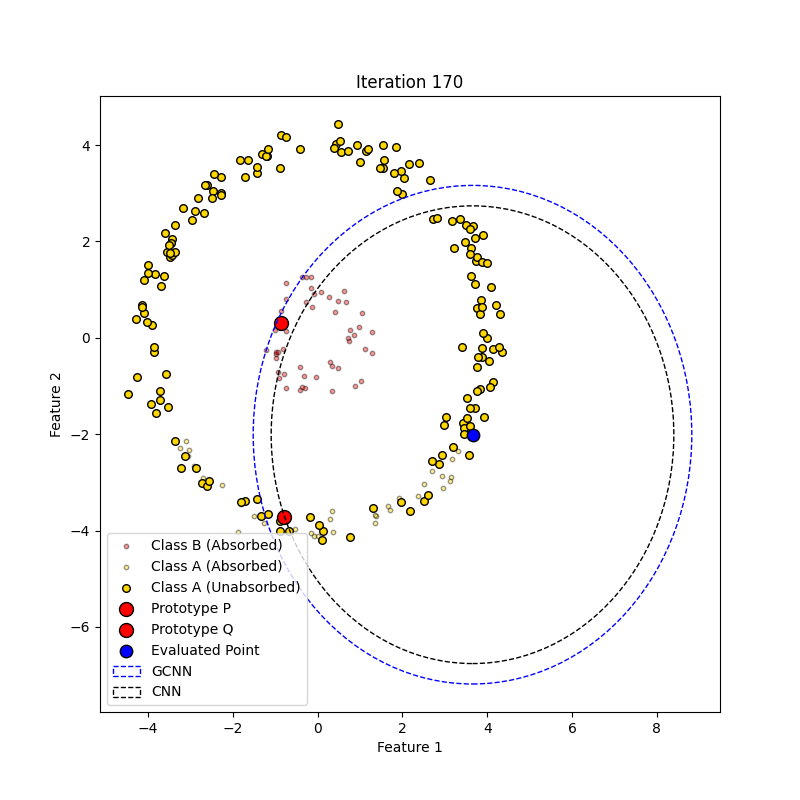 Iteration 170
4
2
0
−2
−4
−6
Feature 2
Class B (Absorbed)
Class A (Absorbed)
Class A (Unabsorbed)
Prototype P
Prototype Q
Evaluated Point
GCNN
CNN
−4 −2 0 2 4 6 8
Feature 1